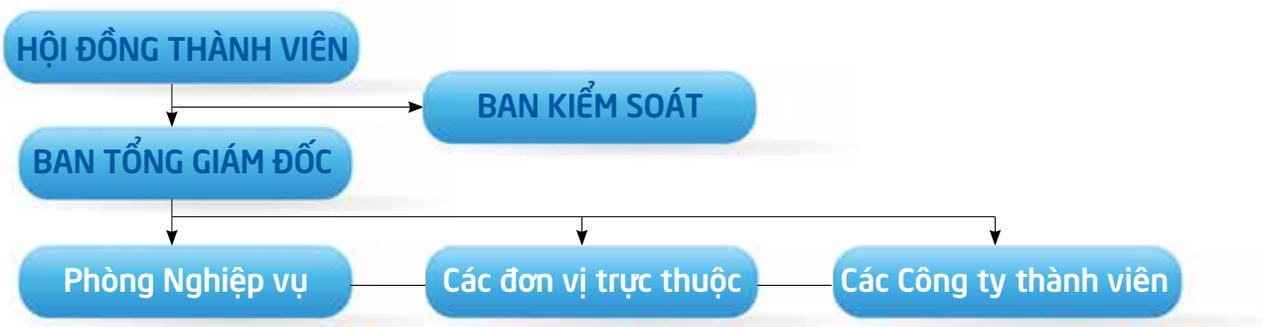 HỘI ĐỒNG THÀNH VIÊN
BAN KIỂM SOÁT
BAN TỔNG GIÁM ĐỐC
Phòng Nghiệp vụ
Các đơn vị trực thuộc
Các Công ty thành viên